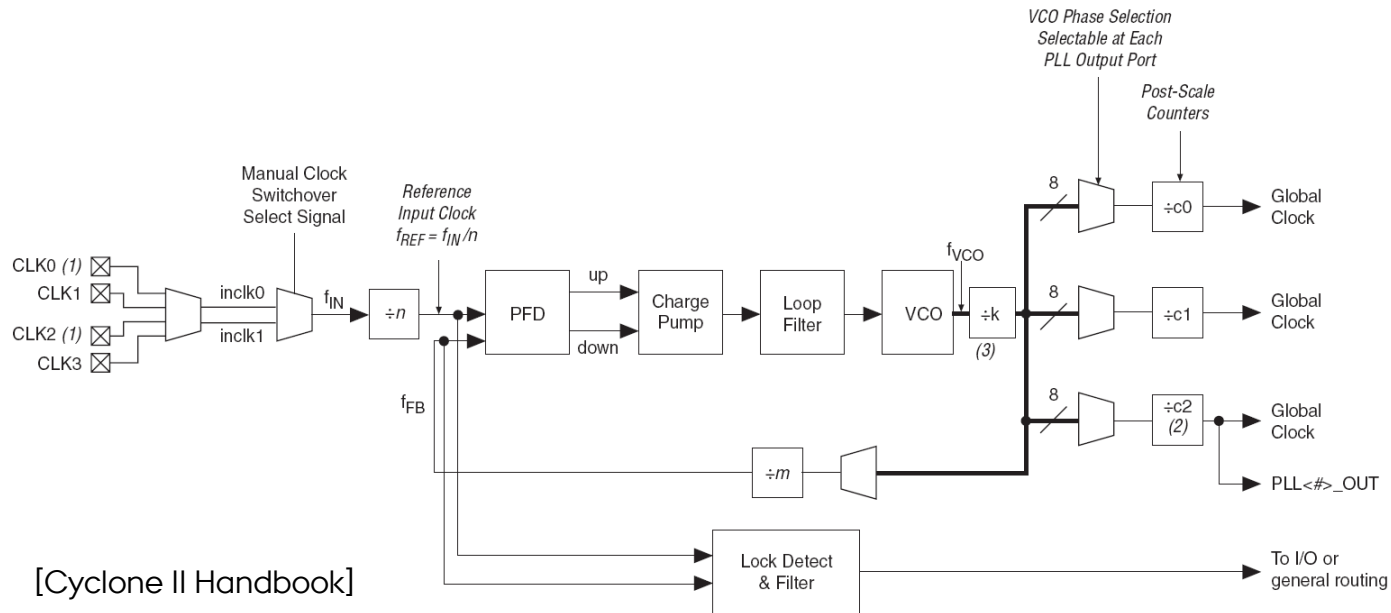 VCO Phase Selection
Selectable at Each
PLL Output Port
Post-Scale
Counters
Manual Clock
Switchover
Select Signal
Reference
Input Clock
fREF = fIN/n
CLK0 (1)
CLK1
CLK2 (1)
CLK3
inclk0
inclk1
fIN
÷n
PFD
up
down
Charge
Pump
Loop
Filter
VCO
fVCO
÷k
(3)
8
÷c0
Global
Clock
8
÷c1
Global
Clock
8
÷c2
(2)
Global
Clock
PLL<#>_OUT
fFB
÷m
Lock Detect
& Filter
To I/O or
general routing
[Cyclone II Handbook]